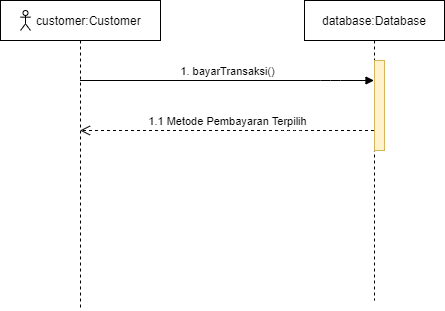 customer:Customer
database:Database
1. bayarTransaksi()
1.1 Metode Pembayaran Terpilih